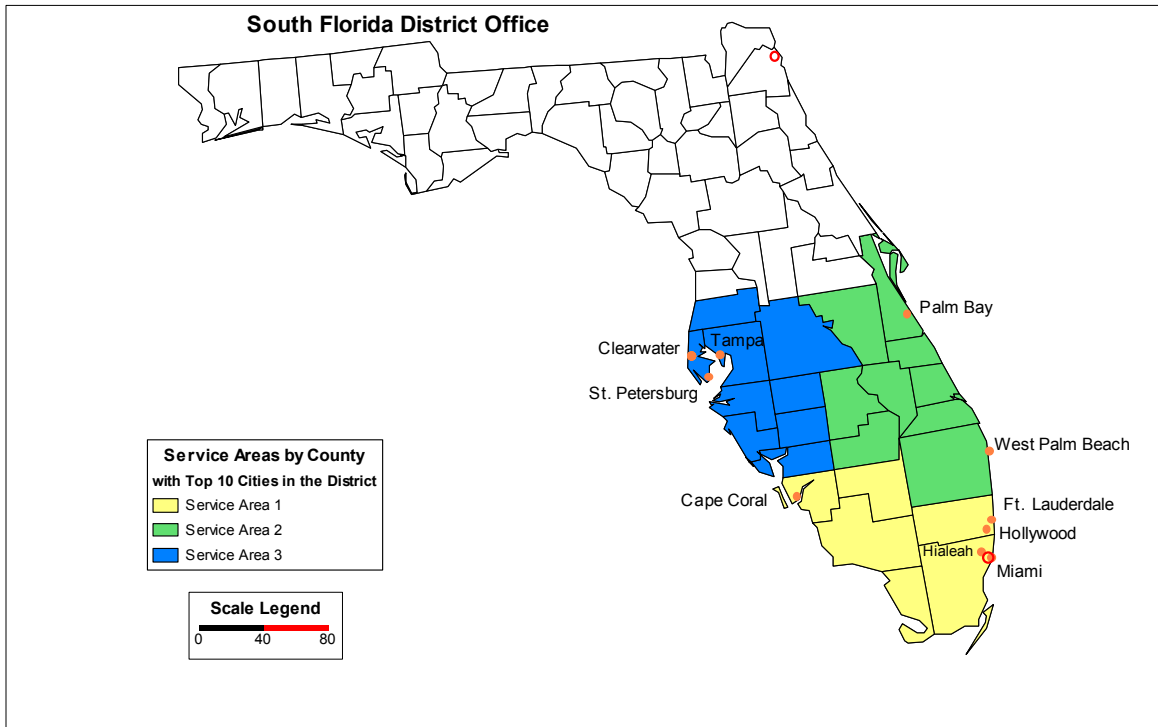 South Florida District Office
Palm Bay
Clearwater
Tampa
St. Petersburg
West Palm Beach
Cape Coral
Ft. Lauderdale
Hollywood
Hialeah
Miami
Service Areas by County
with Top 10 Cities in the District
Service Area 1
Service Area 2
Service Area 3
Scale Legend
0 40 80